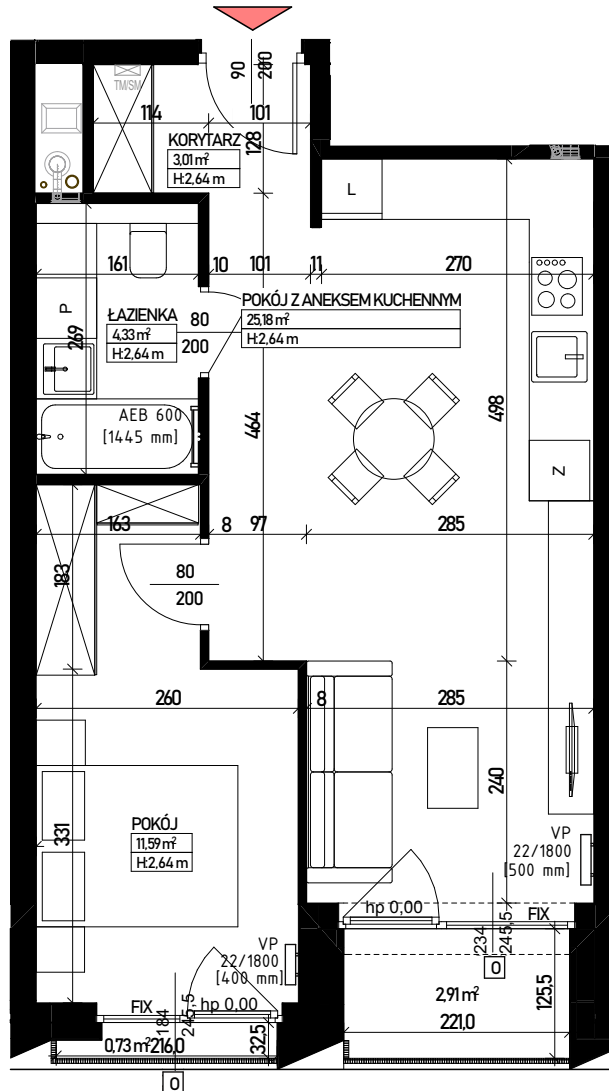 90
200
TM/SM
114
101
128
KORYTARZ
3,01 m²
H:2,64 m
L
161
10
101
11
270
POKÓJ Z ANEKSEM KUCHENNYM
25,18 m²
H:2,64 m
P
269
ŁAZIENKA
4,33 m²
H:2,64 m
80
200
AEB 600
[1445 mm]
464
498
Z
163
8
97
285
183
80
200
260
8
285
240
331
POKÓJ
11,59 m²
H:2,64 m
VP
22/1800
[500 mm]
hp 0,00
FIX
234
245,5
0
VP
22/1800
[400 mm]
2,91 m²
125,5
221,0
FIX
184
245,5
hp 0,00
0,73 m²
216,0
32,5
0